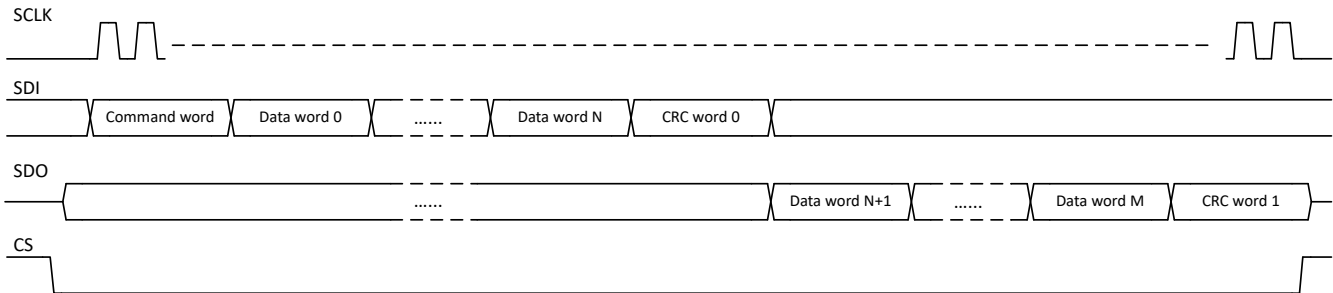 SCLK
SDI
Command word Data word 0 ...... Data word N CRC word 0
SDO
...... Data word N+1 ...... Data word M CRC word 1
CS